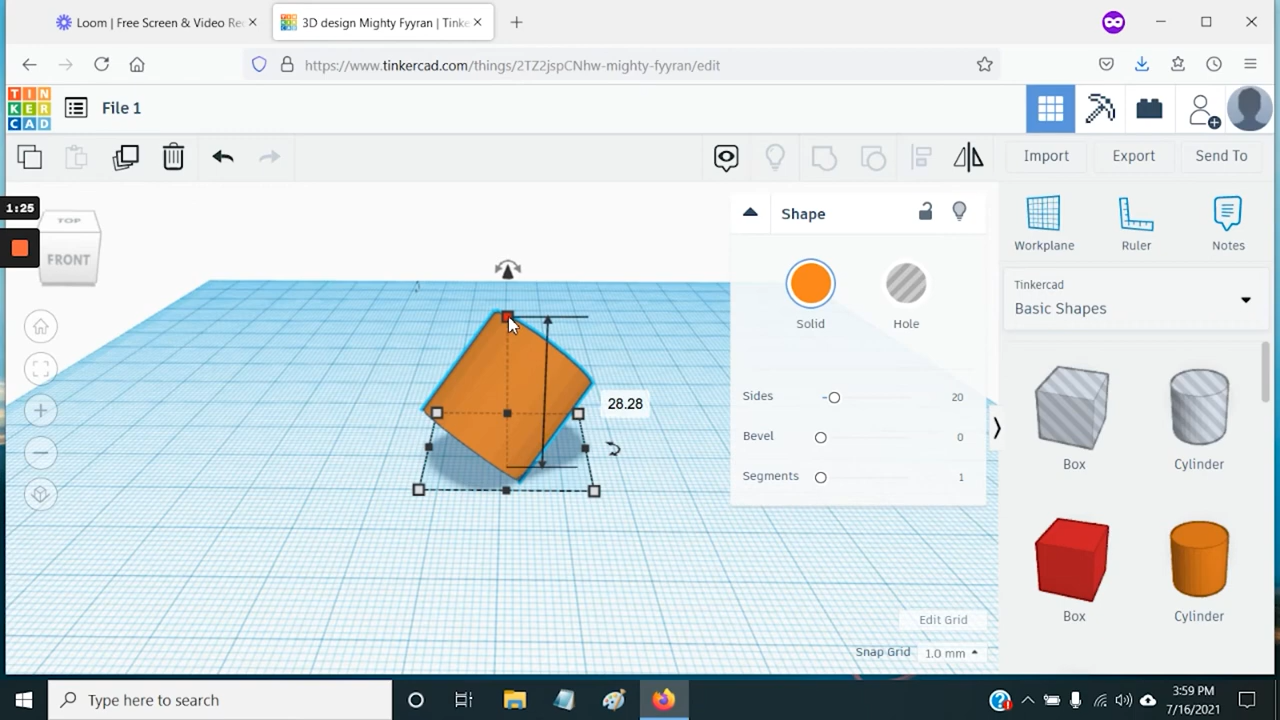 Loom | Free Screen & Video Re
3D design Mighty Fyyran | Tinke
https://www.tinkercad.com/things/2TZ2jspCNhw-mighty-fyyran/edit
TIN
KER
CAD
File 1
Import
Export
Send To
1:25
TOP
FRONT
Shape
Solid
Hole
Sides
20
Bevel
0
Segments
1
28.28
Workplane
Ruler
Notes
Tinkercad
Basic Shapes
Box
Cylinder
Box
Cylinder
Edit Grid
Snap Grid
1.0 mm
Type here to search
3:59 PM
7/16/2021